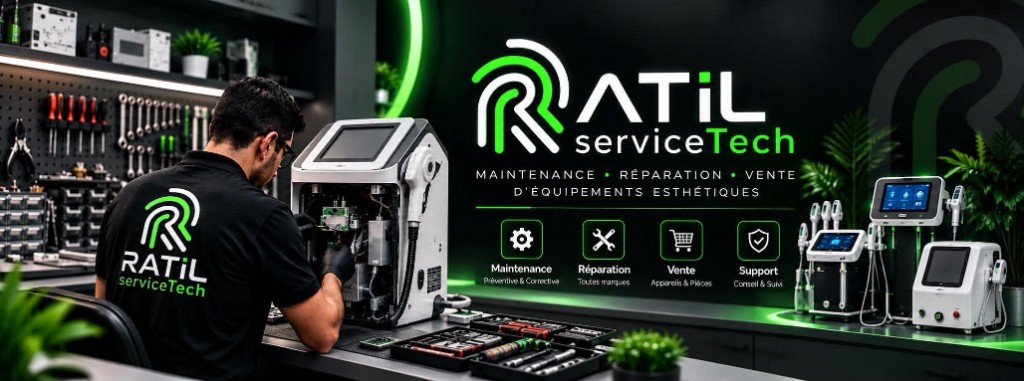 RATiL
serviceTech
MAINTENANCE • RÉPARATION • VENTE
D'ÉQUIPEMENTS ESTHÉTIQUES
Maintenance
Préventive & Corrective
Réparation
Toutes marques
Vente
Appareils & Pièces
Support
Conseil & Suivi
RATiL
serviceTech